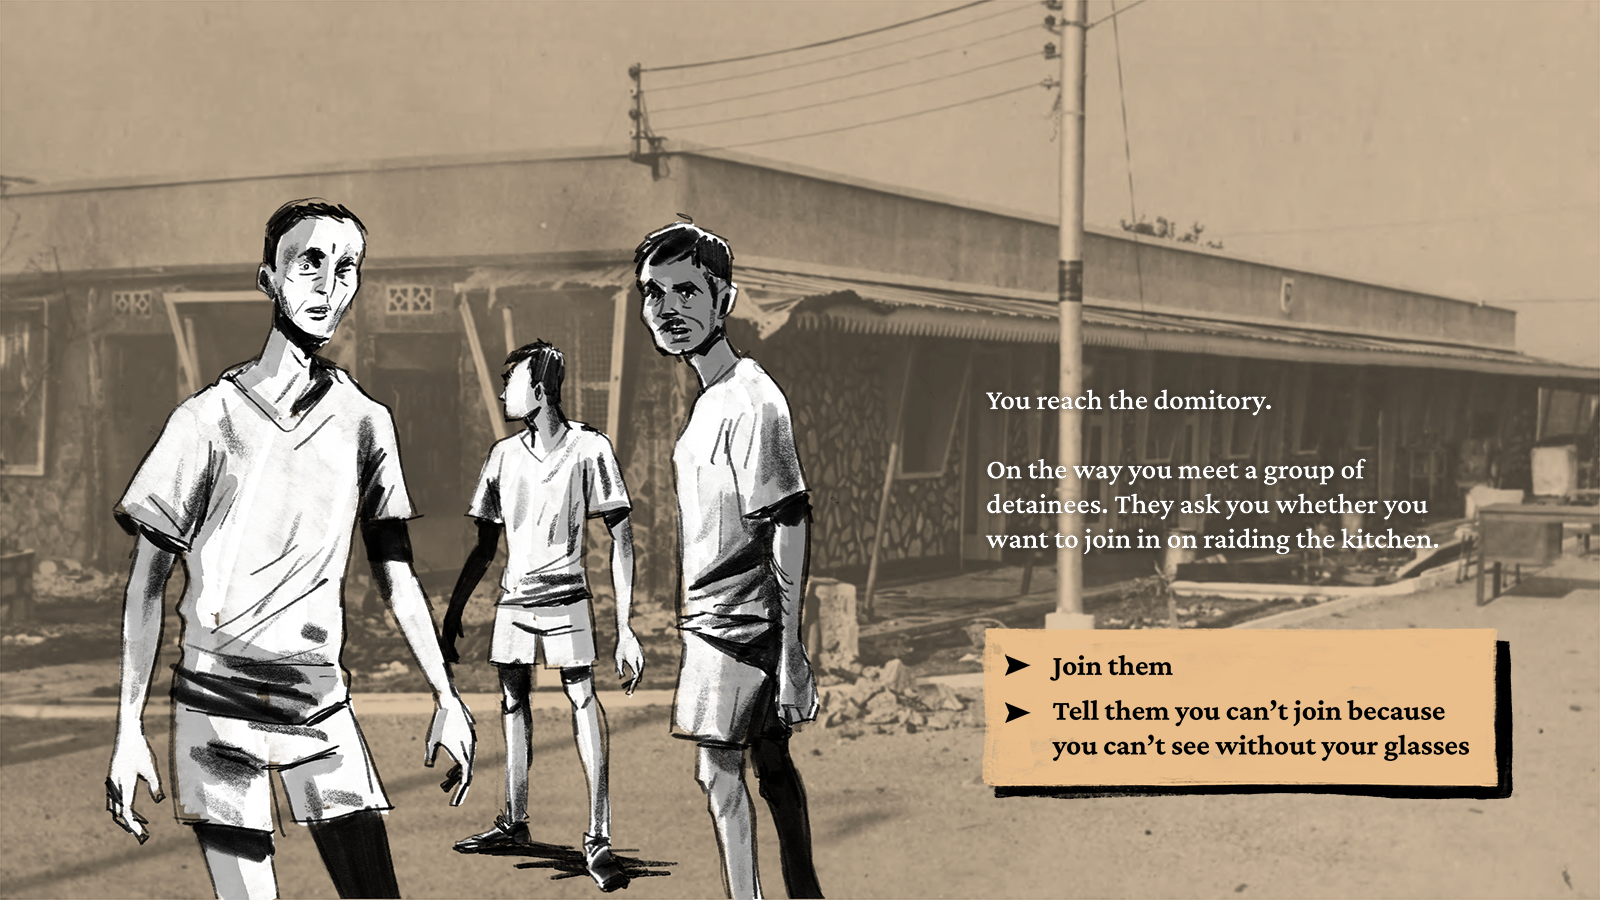 You reach the domitory.
On the way you meet a group of
detainees. They ask you whether you
want to join in on raiding the kitchen.
Join them
Tell them you can’t join because
you can’t see without your glasses